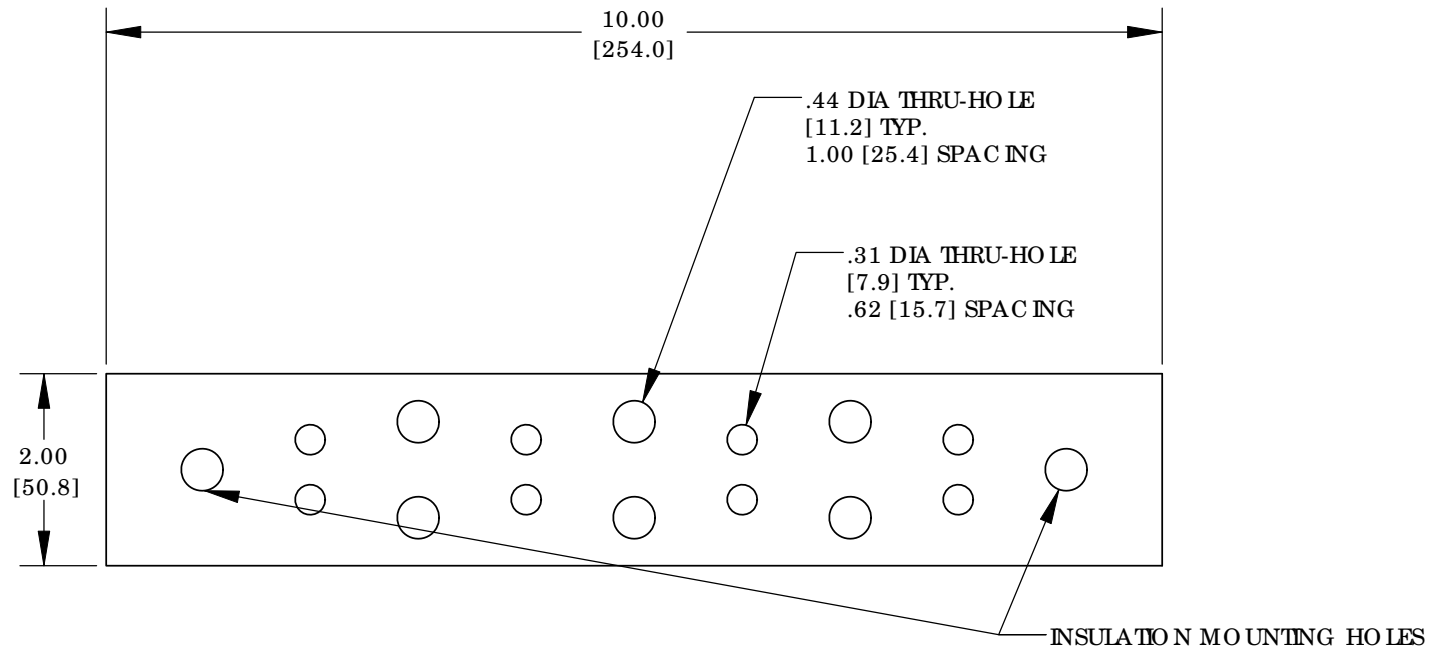 10.00
[254.0]
.44 DIA THRU-HOLE
[11.2] TYP.
1.00 [25.4] SPACING
.31 DIA THRU-HOLE
[7.9] TYP.
.62 [15.7] SPACING
2.00
[50.8]
INSULATION MOUNTING HOLES